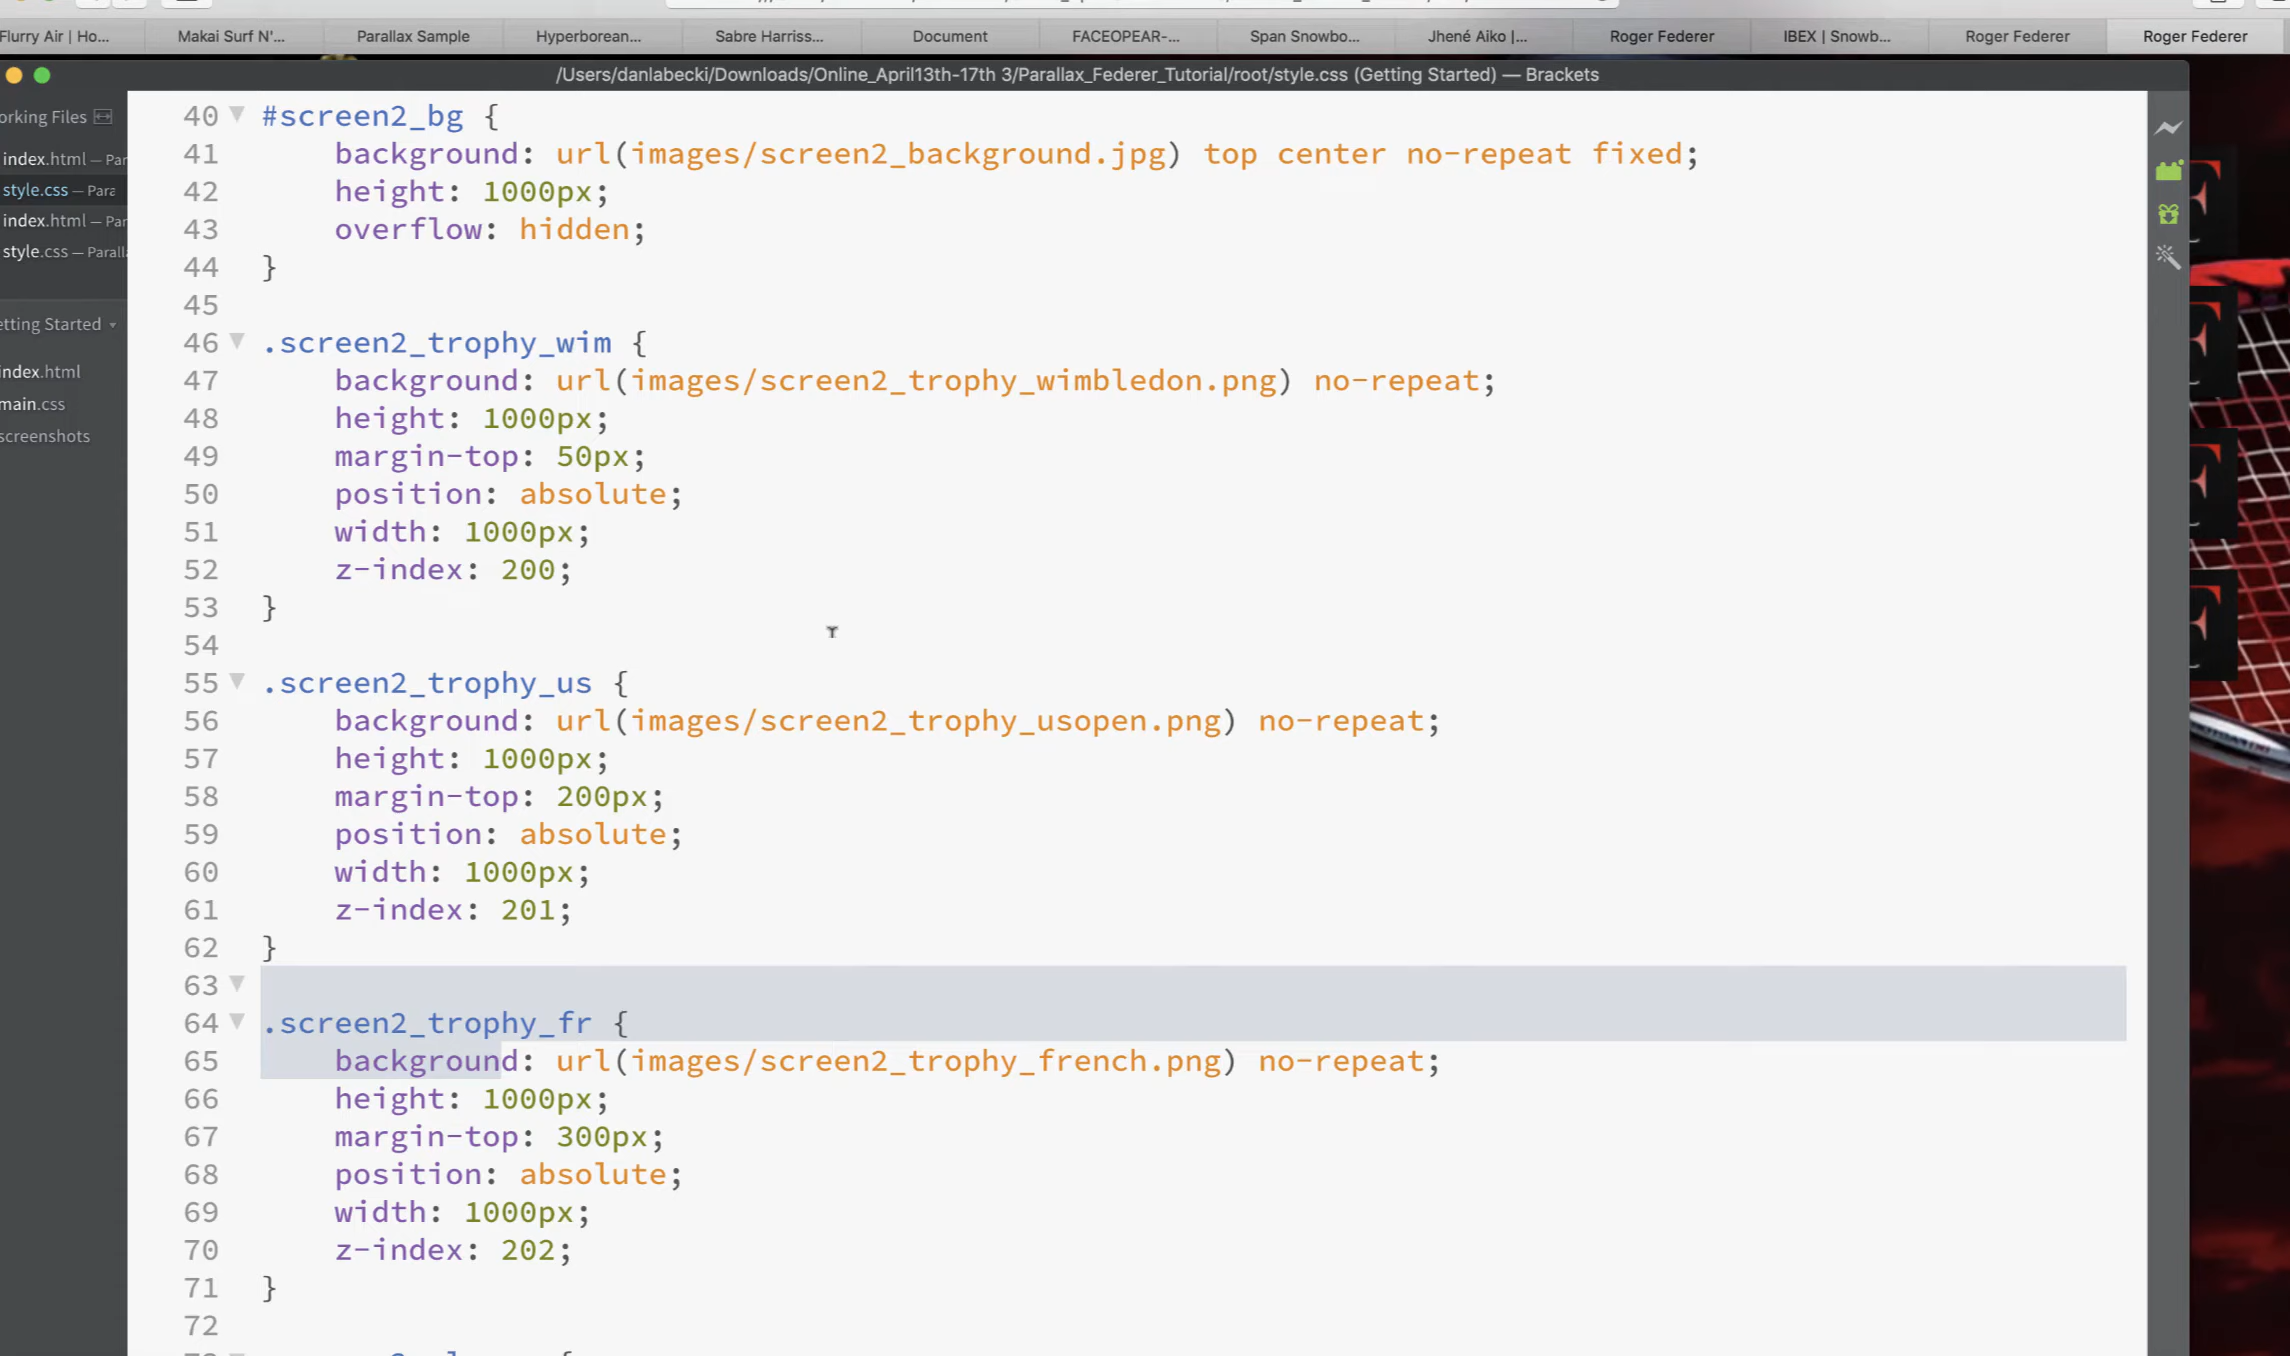 Flurry Air | Ho...
Makai Surf N'...
Parallax Sample
Hyperborean...
Sabre Harriss...
Document
FACEOPEAR-...
Span Snowbo...
Jhené Aiko |...
Roger Federer
IBEX | Snowb...
Roger Federer
Roger Federer
/Users/danlabecki/Downloads/Online_April13th-17th 3/Parallax_Federer_Tutorial/root/style.css (Getting Started) — Brackets
orking Files
index.html — Par
style.css — Para
index.html — Par
style.css — Paralla
etting Started
index.html
main.css
screenshots
40 #screen2_bg {
41 background: url(images/screen2_background.jpg) top center no-repeat fixed;
42 height: 1000px;
43 overflow: hidden;
44 }
45
46 .screen2_trophy_wim {
47 background: url(images/screen2_trophy_wimbledon.png) no-repeat;
48 height: 1000px;
49 margin-top: 50px;
50 position: absolute;
51 width: 1000px;
52 z-index: 200;
53 }
54
55 .screen2_trophy_us {
56 background: url(images/screen2_trophy_usopen.png) no-repeat;
57 height: 1000px;
58 margin-top: 200px;
59 position: absolute;
60 width: 1000px;
61 z-index: 201;
62 }
63
64 .screen2_trophy_fr {
65 background: url(images/screen2_trophy_french.png) no-repeat;
66 height: 1000px;
67 margin-top: 300px;
68 position: absolute;
69 width: 1000px;
70 z-index: 202;
71 }
72